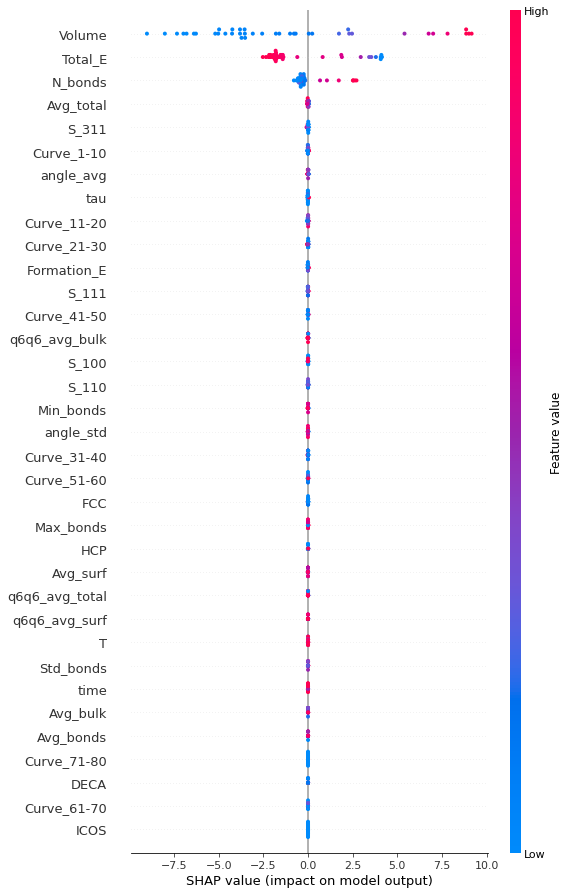 High
Volume
Total_E
N_bonds
Avg_total
S_311
Curve_1-10
angle_avg
tau
Curve_11-20
Curve_21-30
Formation_E
S_111
Curve_41-50
q6q6_avg_bulk
S_100
S_110
Min_bonds
angle_std
Curve_31-40
Curve_51-60
FCC
Max_bonds
HCP
Avg_surf
q6q6_avg_total
q6q6_avg_surf
T
Std_bonds
time
Avg_bulk
Avg_bonds
Curve_71-80
DECA
Curve_61-70
ICOS
Feature value
Low
−7.5 −5.0 −2.5 0.0 2.5 5.0 7.5 10.0
SHAP value (impact on model output)